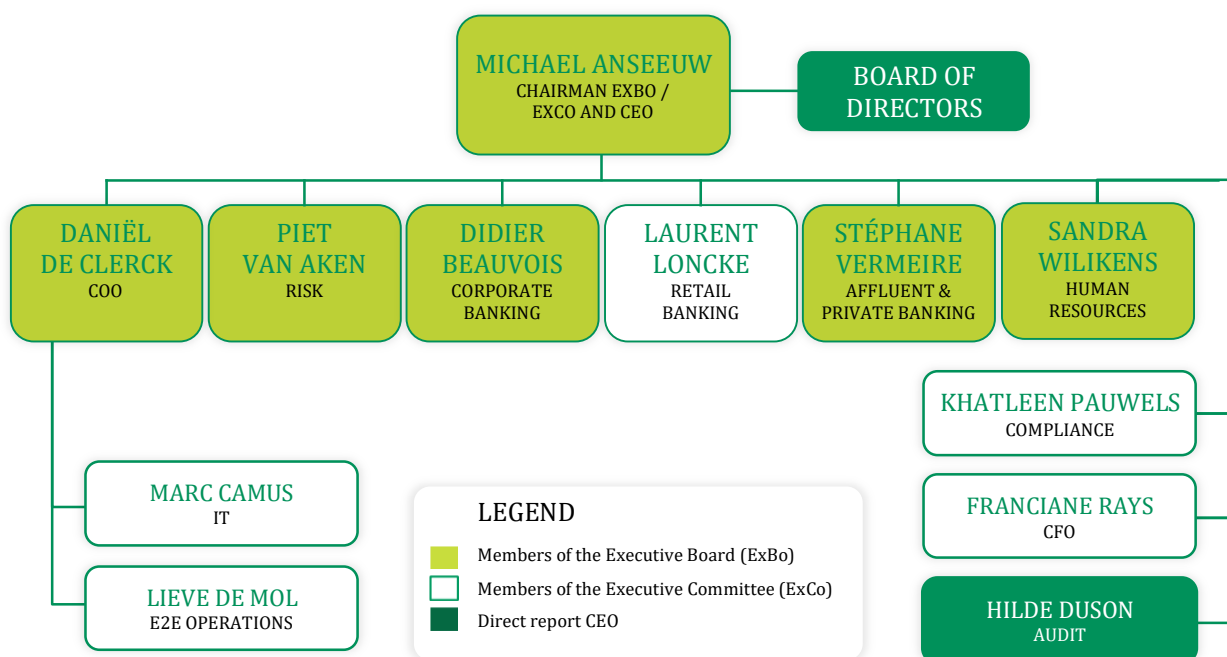 MICHAEL ANSEEUW
CHAIRMAN EXBO /
EXCO AND CEO
BOARD OF
DIRECTORS
DANIËL
DE CLERCK
COO
PIET
VAN AKEN
RISK
DIDIER
BEAUVOIS
CORPORATE
BANKING
LAURENT
LONCKE
RETAIL
BANKING
STÉPHANE
VERMEIRE
AFFLUENT &
PRIVATE BANKING
SANDRA
WILIKENS
HUMAN
RESOURCES
MARC CAMUS
IT
LIEVE DE MOL
E2E OPERATIONS
LEGEND
Members of the Executive Board (ExBo)
Members of the Executive Committee (ExCo)
Direct report CEO
KHATLEEN PAUWELS
COMPLIANCE
FRANCIANE RAYS
CFO
HILDE DUSON
AUDIT